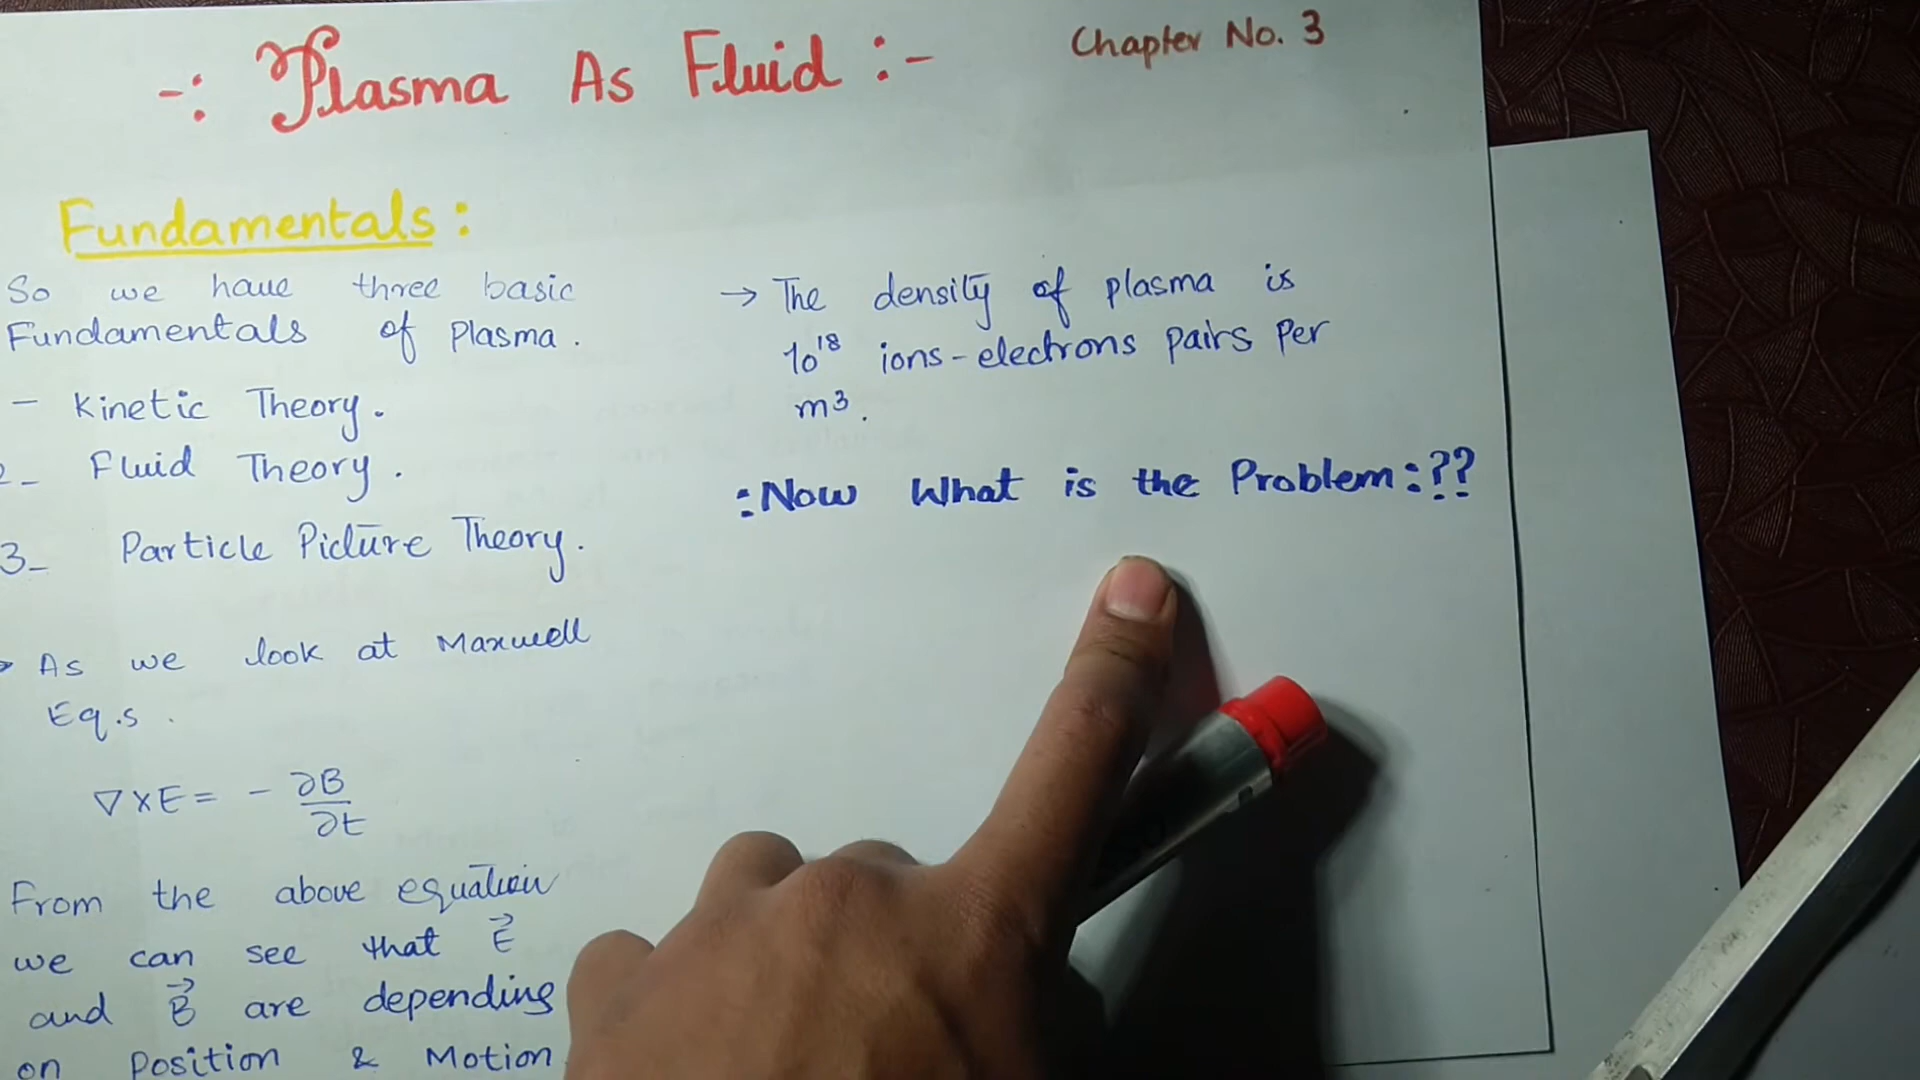 -: Plasma As Fluid :-
Chapter No. 3
Fundamentals:
So we have three basic
Fundamentals of Plasma.
- Kinetic Theory.
2- Fluid Theory.
3- Particle Picture Theory.
As we look at Maxwell
Eq.s.
∇×E = - ∂B/∂t
From the above equation
we can see that E⃗
and B⃗ are depending
on Position & Motion
→ The density of plasma is
10¹⁸ ions-electrons pairs Per
m³.
:Now What is the Problem:??